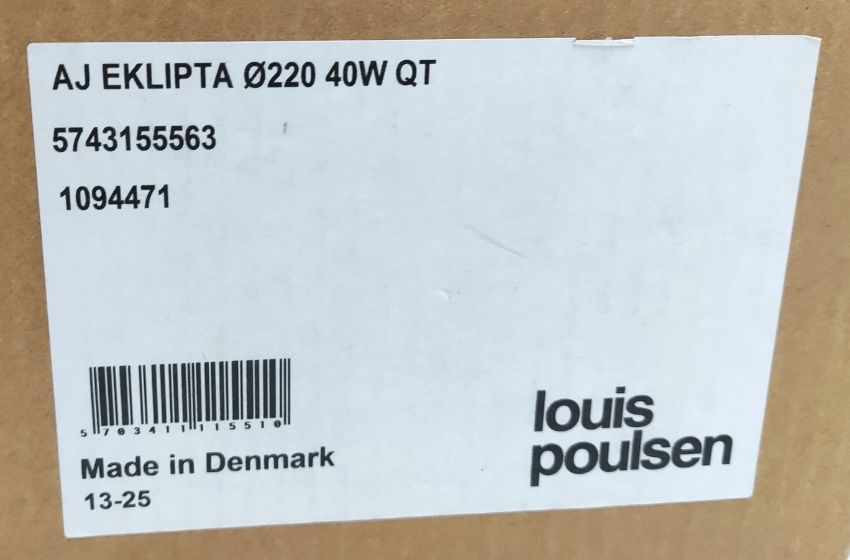 AJ EKLIPTA Ø220 40W QT
5743155563
1094471
5 703411 115510
Made in Denmark
13-25
louis
poulsen